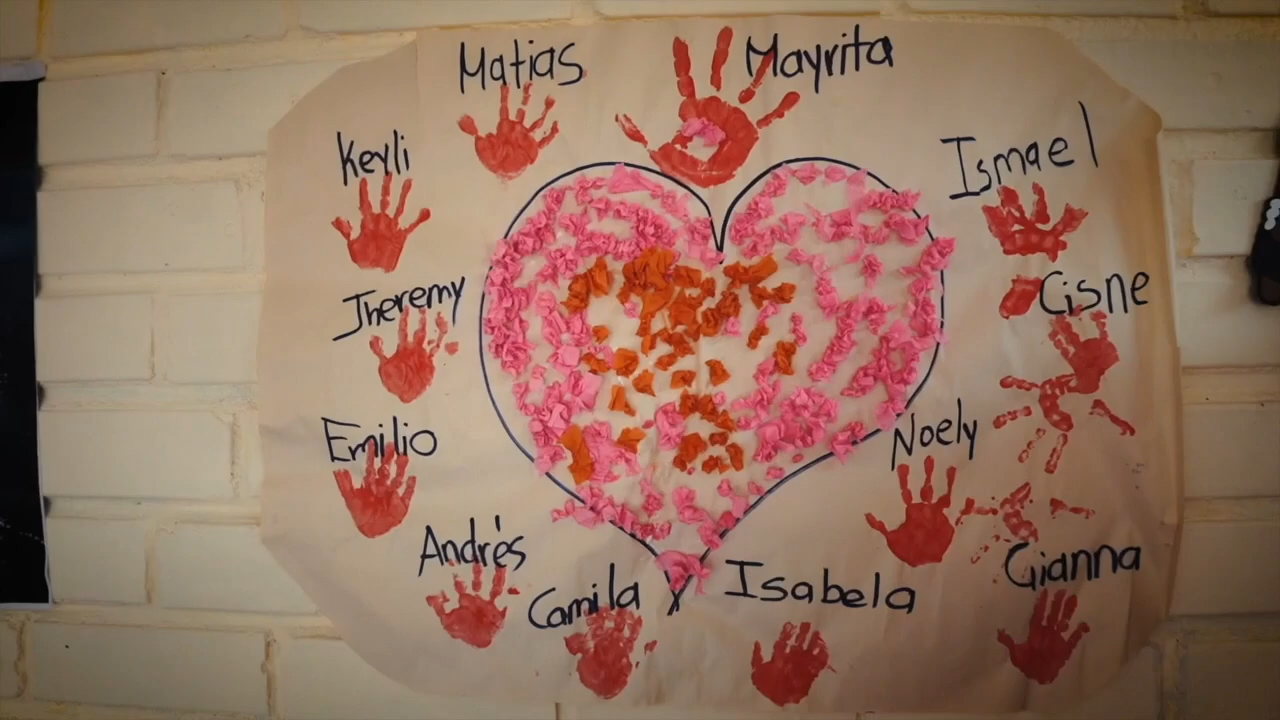 Matias
Mayrita
Keyli
Ismael
Jheremy
Cisne
Emilio
Noely
Andrés
Gianna
Camila
Isabela